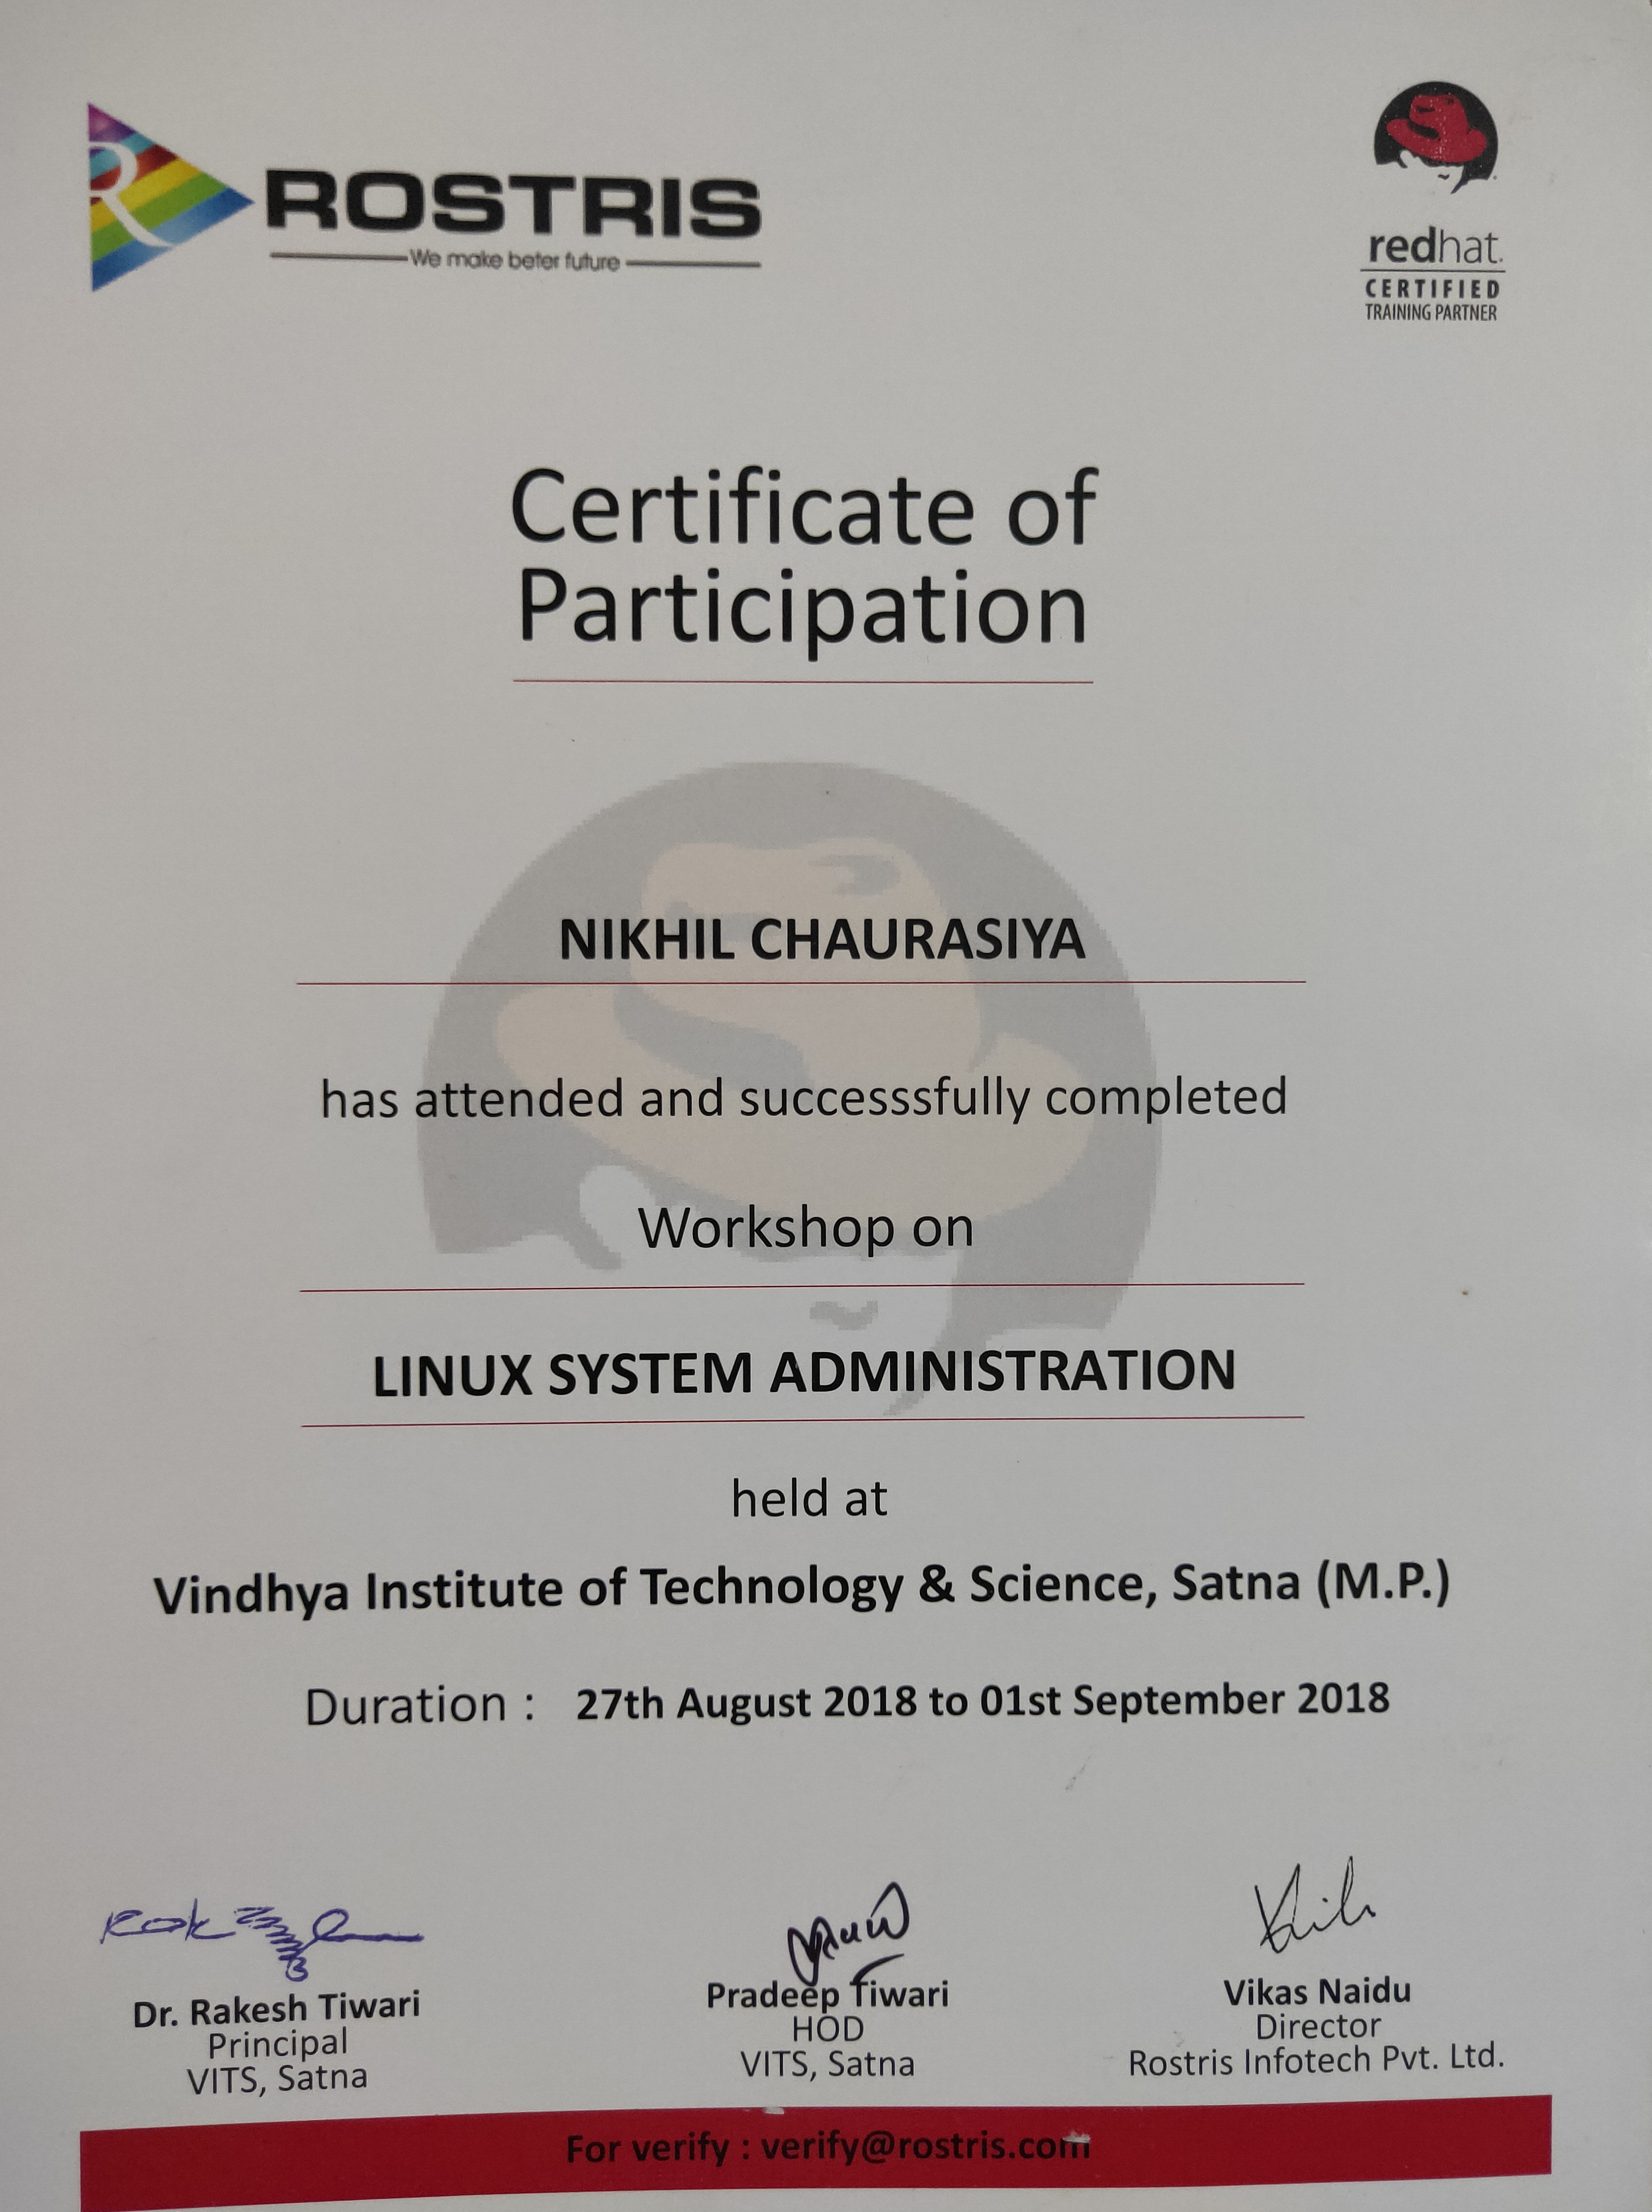 ROSTRIS
We make beter future
redhat.
CERTIFIED
TRAINING PARTNER
Certificate of
Participation
NIKHIL CHAURASIYA
has attended and successsfully completed
Workshop on
LINUX SYSTEM ADMINISTRATION
held at
Vindhya Institute of Technology & Science, Satna (M.P.)
Duration : 27th August 2018 to 01st September 2018
Dr. Rakesh Tiwari
Principal
VITS, Satna
Pradeep Tiwari
HOD
VITS, Satna
Vikas Naidu
Director
Rostris Infotech Pvt. Ltd.
For verify : verify@rostris.com